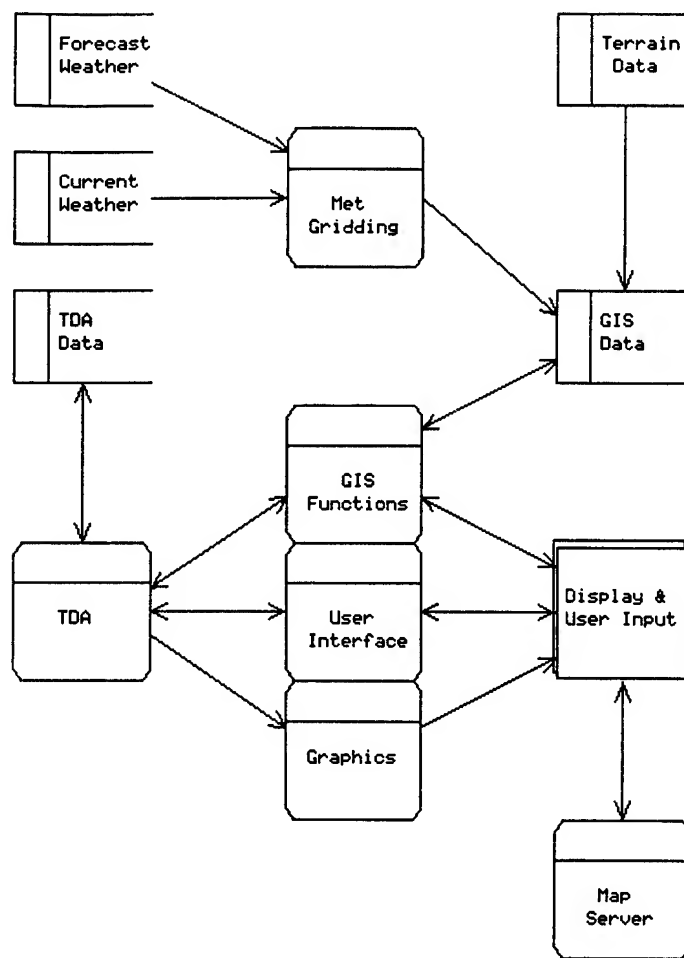 Forecast
Weather
Terrain
Data
Current
Weather
Met
Gridding
TDA
Data
GIS
Data
GIS
Functions
TDA
User
Interface
Display &
User Input
Graphics
Map
Server